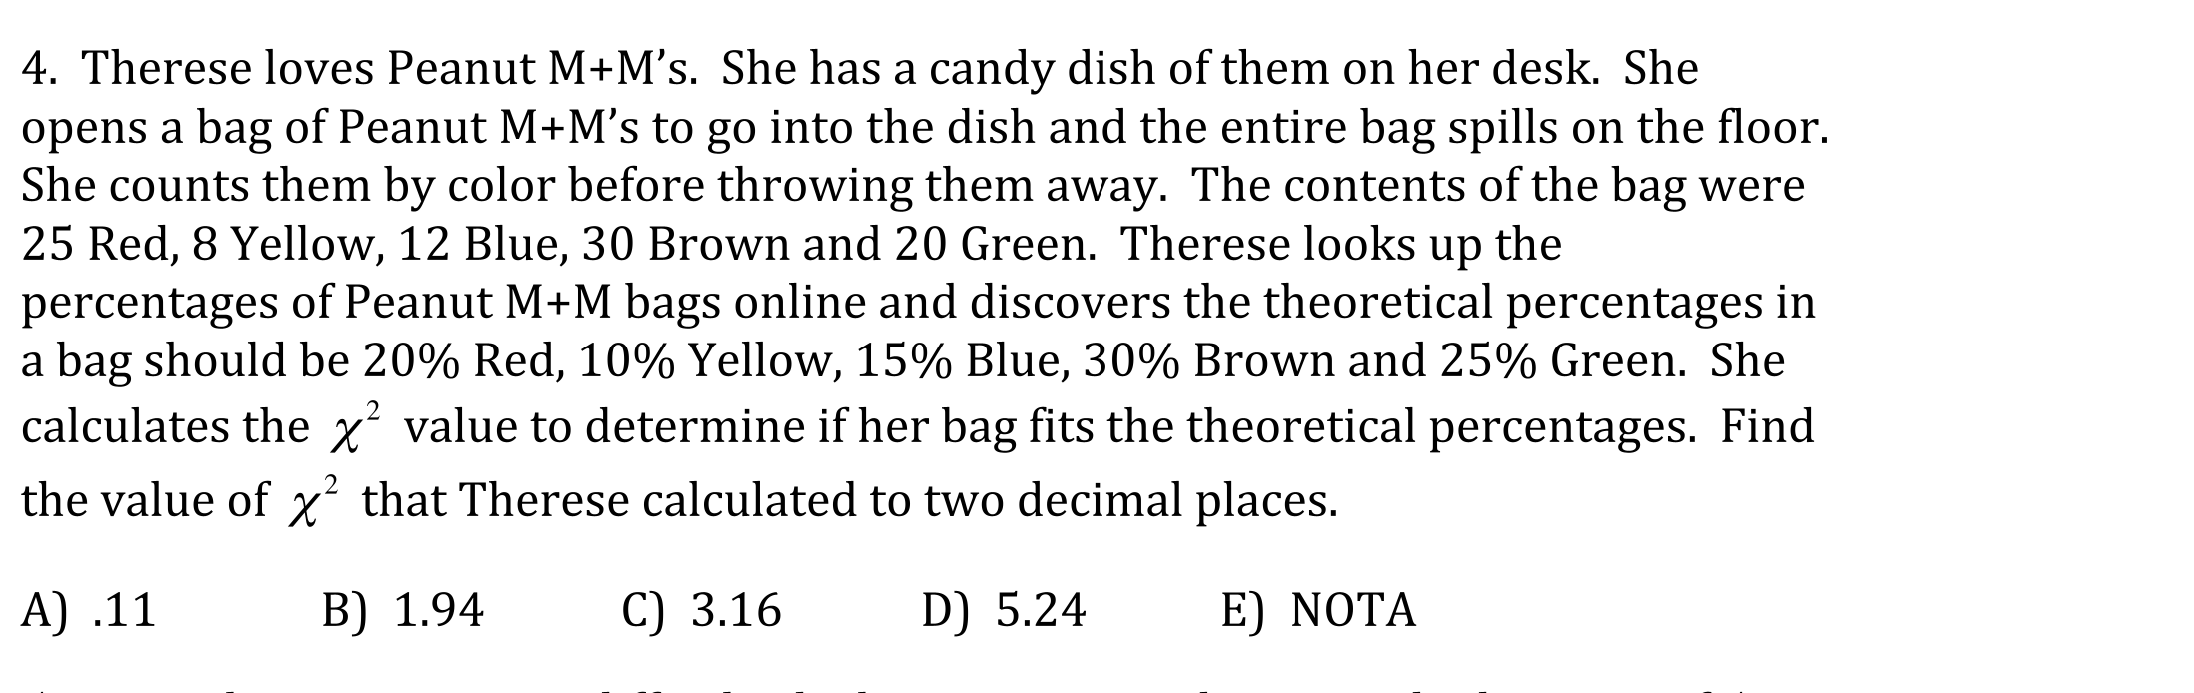 4.  Therese loves Peanut M+M's.  She has a candy dish of them on her desk.  She
opens a bag of Peanut M+M's to go into the dish and the entire bag spills on the floor.
She counts them by color before throwing them away.  The contents of the bag were
25 Red, 8 Yellow, 12 Blue, 30 Brown and 20 Green.  Therese looks up the
percentages of Peanut M+M bags online and discovers the theoretical percentages in
a bag should be 20% Red, 10% Yellow, 15% Blue, 30% Brown and 25% Green.  She
calculates the χ² value to determine if her bag fits the theoretical percentages.  Find
the value of χ² that Therese calculated to two decimal places.
A) .11 B) 1.94 C) 3.16 D) 5.24 E) NOTA